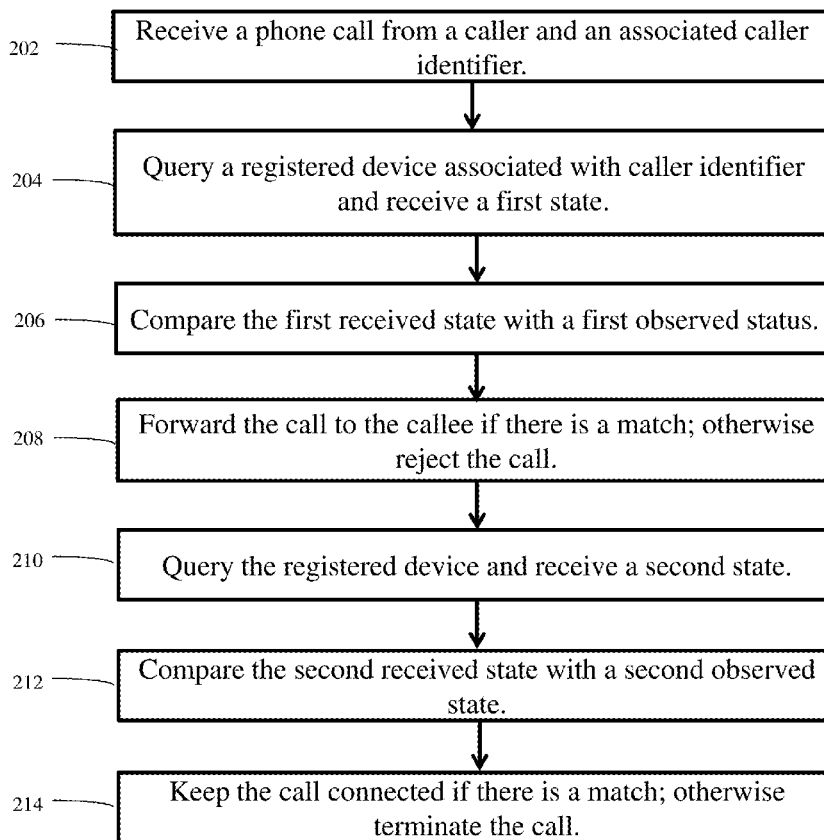 202
Receive a phone call from a caller and an associated caller
identifier.
204
Query a registered device associated with caller identifier
and receive a first state.
206
Compare the first received state with a first observed status.
208
Forward the call to the callee if there is a match; otherwise
reject the call.
210
Query the registered device and receive a second state.
212
Compare the second received state with a second observed
state.
214
Keep the call connected if there is a match; otherwise
terminate the call.